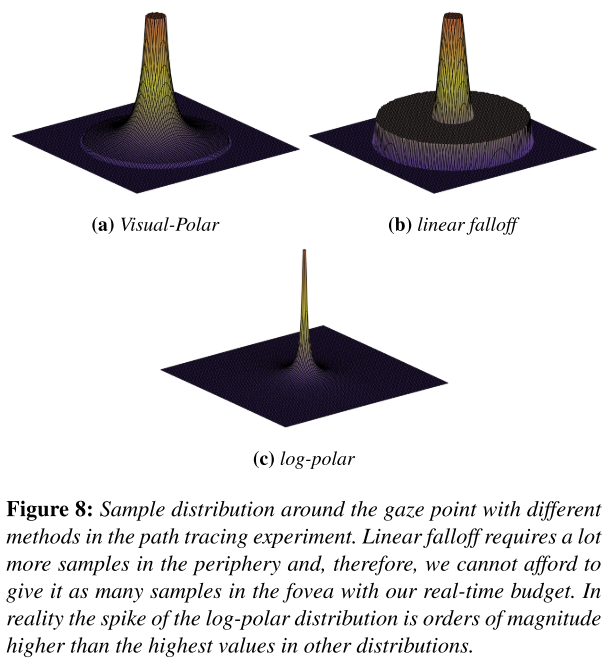 (a) Visual-Polar
(b) linear falloff
(c) log-polar
Figure 8: Sample distribution around the gaze point with different
methods in the path tracing experiment. Linear falloff requires a lot
more samples in the periphery and, therefore, we cannot afford to
give it as many samples in the fovea with our real-time budget. In
reality the spike of the log-polar distribution is orders of magnitude
higher than the highest values in other distributions.